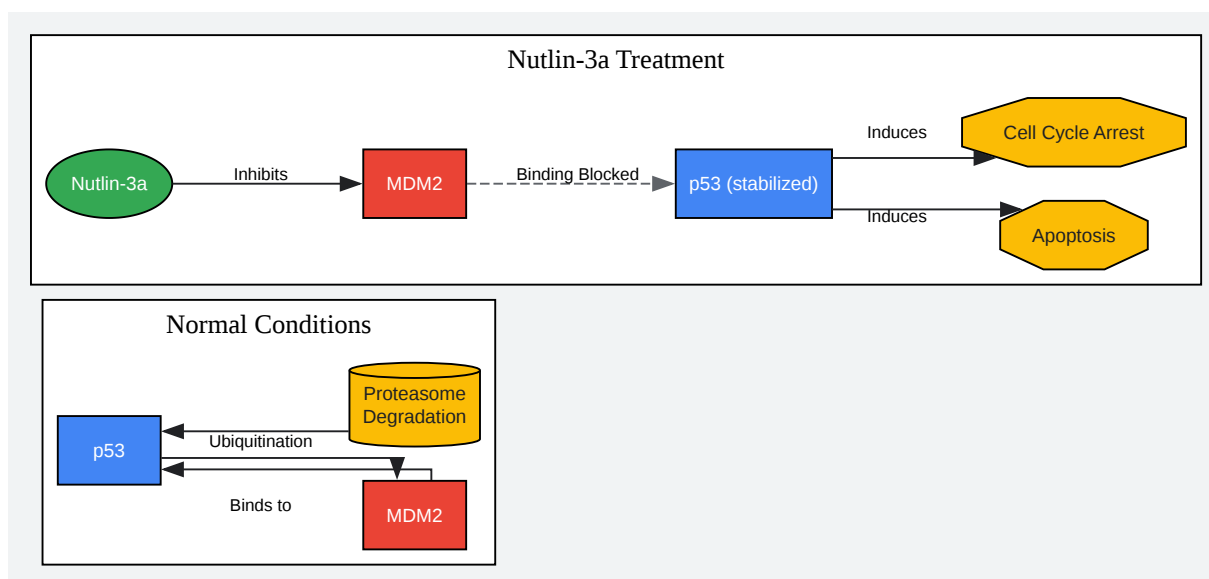 Nutlin-3a Treatment
Nutlin-3a
Inhibits
MDM2
Binding Blocked
p53 (stabilized)
Induces
Cell Cycle Arrest
Induces
Apoptosis
Normal Conditions
Proteasome
Degradation
p53
Ubiquitination
Binds to
MDM2